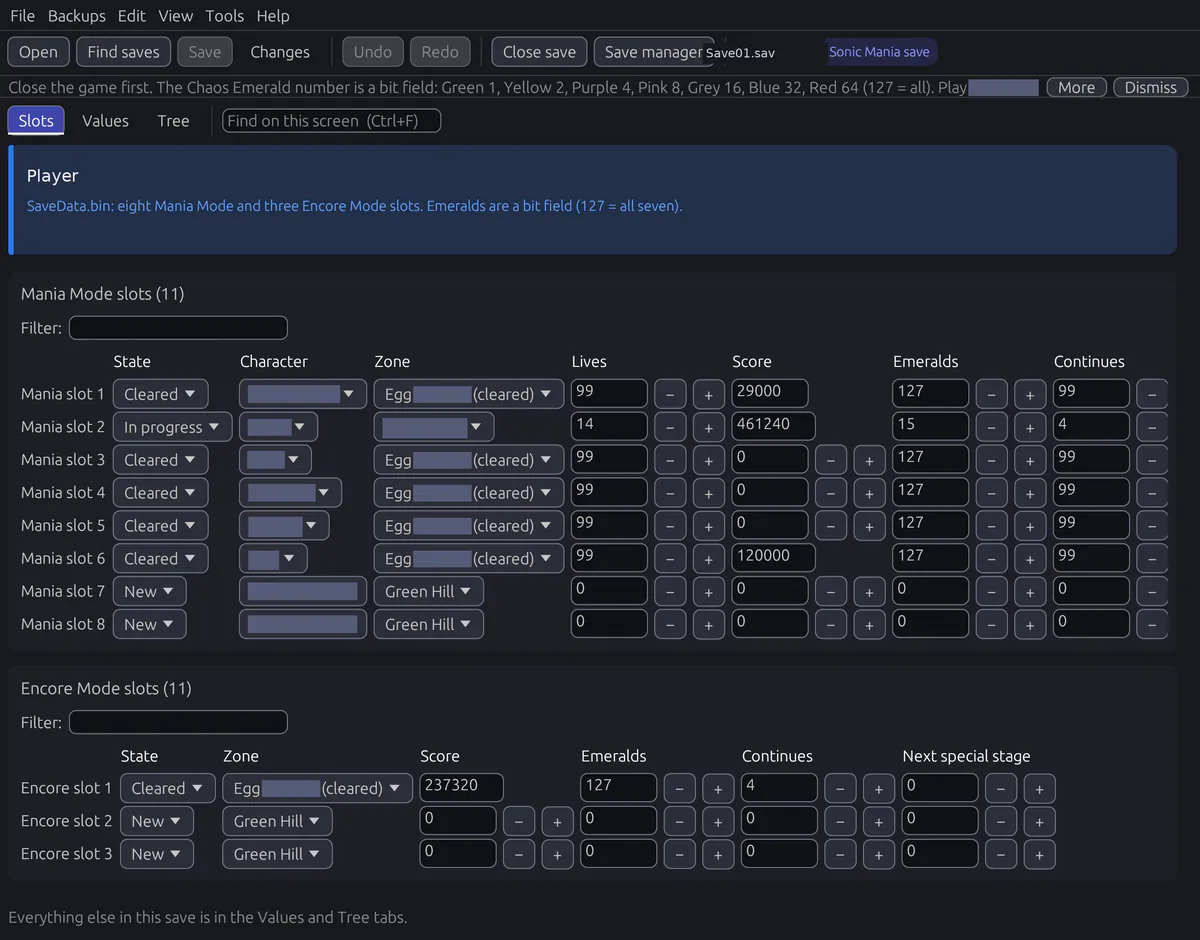 File Backups Edit View Tools Help
Open Find saves Save Changes Undo Redo Close save Save manager Save01.sav Sonic Mania save
Close the game first. The Chaos Emerald number is a bit field: Green 1, Yellow 2, Purple 4, Pink 8, Grey 16, Blue 32, Red 64 (127 = all). Play More Dismiss
Slots Values Tree Find on this screen (Ctrl+F)
Player
SaveData.bin: eight Mania Mode and three Encore Mode slots. Emeralds are a bit field (127 = all seven).
Mania Mode slots (11)
Filter:
State Character Zone Lives Score Emeralds Continues
Mania slot 1 Cleared ▼ ▼ Egg (cleared) ▼ 99 − + 29000 127 − + 99 −
Mania slot 2 In progress ▼ ▼ ▼ 14 − + 461240 15 − + 4 −
Mania slot 3 Cleared ▼ ▼ Egg (cleared) ▼ 99 − + 0 − + 127 − + 99 −
Mania slot 4 Cleared ▼ ▼ Egg (cleared) ▼ 99 − + 0 − + 127 − + 99 −
Mania slot 5 Cleared ▼ ▼ Egg (cleared) ▼ 99 − + 0 − + 127 − + 99 −
Mania slot 6 Cleared ▼ ▼ Egg (cleared) ▼ 99 − + 120000 127 − + 99 −
Mania slot 7 New ▼ Green Hill ▼ 0 − + 0 − + 0 − + 0 −
Mania slot 8 New ▼ Green Hill ▼ 0 − + 0 − + 0 − + 0 −
Encore Mode slots (11)
Filter:
State Zone Score Emeralds Continues Next special stage
Encore slot 1 Cleared ▼ Egg (cleared) ▼ 237320 127 − + 4 − + 0 − +
Encore slot 2 New ▼ Green Hill ▼ 0 − + 0 − + 0 − + 0 − +
Encore slot 3 New ▼ Green Hill ▼ 0 − + 0 − + 0 − + 0 − +
Everything else in this save is in the Values and Tree tabs.